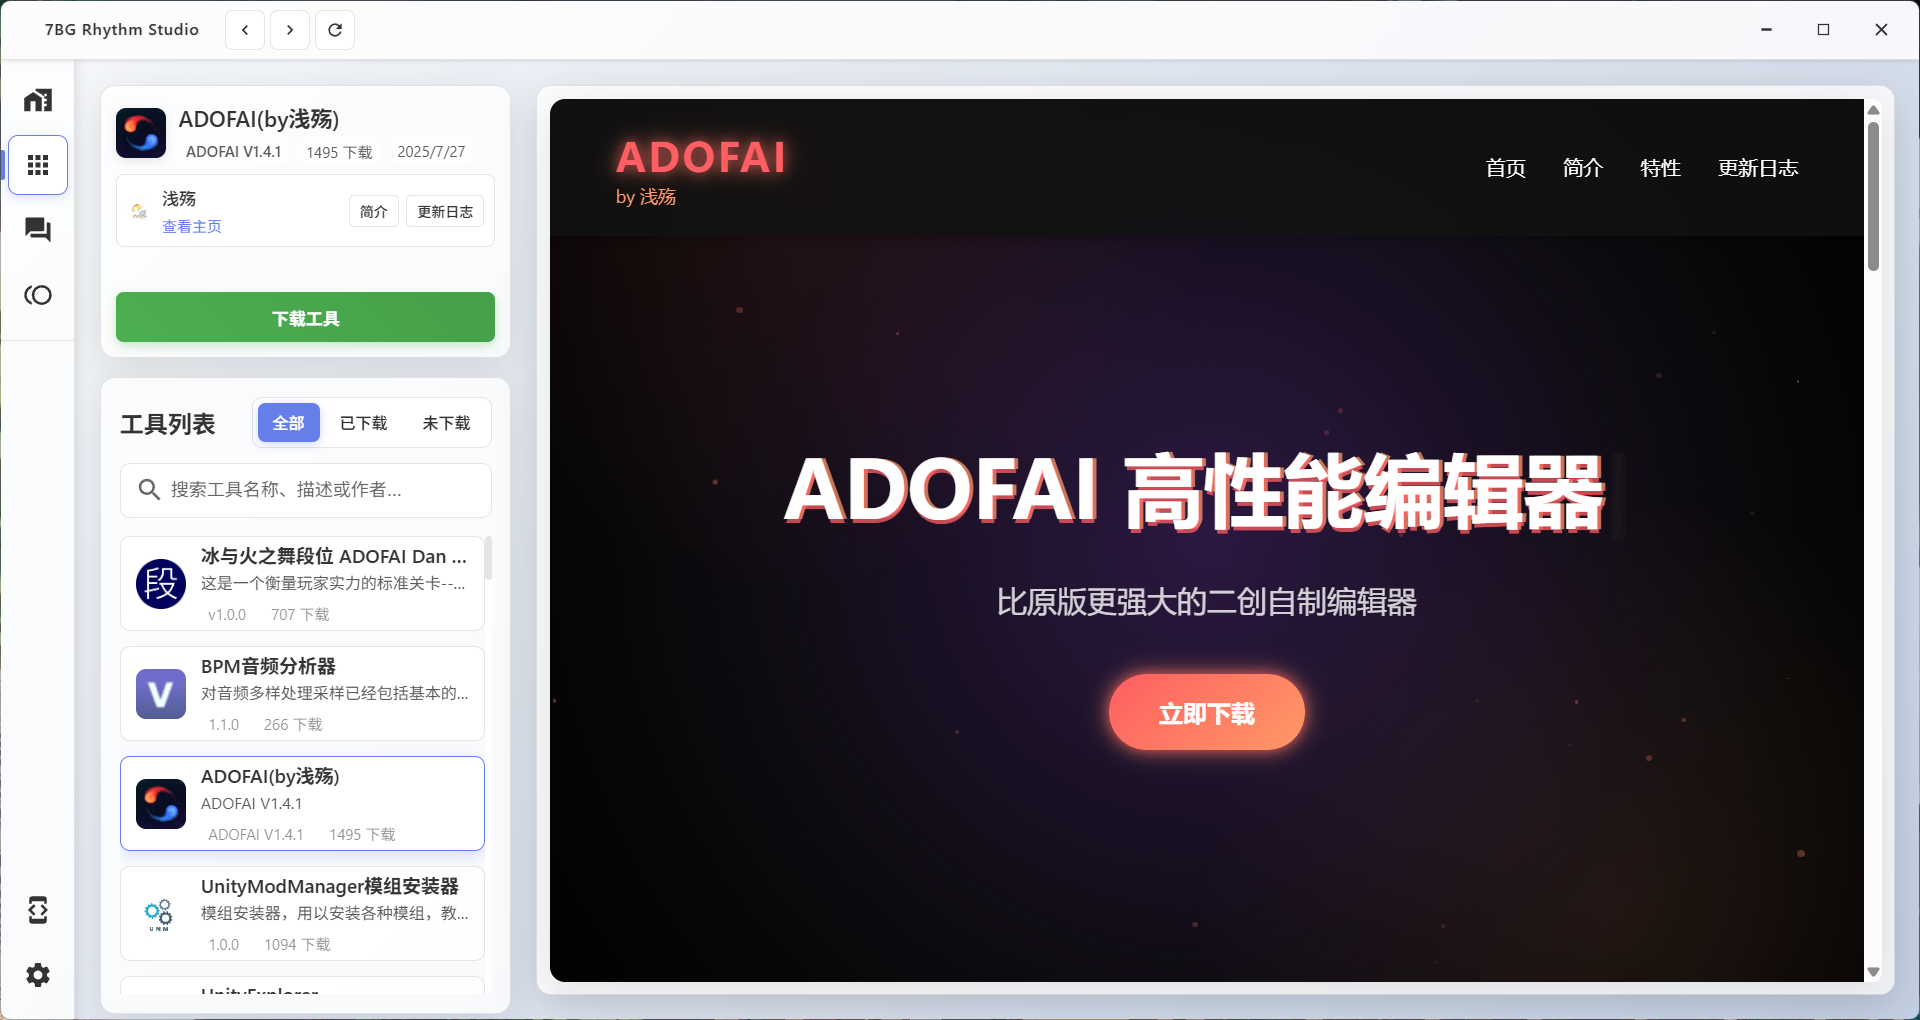 7BG Rhythm Studio
ADOFAI(by浅殇)
ADOFAI V1.4.1 1495 下载 2025/7/27
浅殇
查看主页
简介 更新日志
下载工具
工具列表 全部 已下载 未下载
搜索工具名称、描述或作者...
段
冰与火之舞段位 ADOFAI Dan ...
这是一个衡量玩家实力的标准关卡--...
v1.0.0 707 下载
V
BPM音频分析器
对音频多样处理采样已经包括基本的...
1.1.0 266 下载
ADOFAI(by浅殇)
ADOFAI V1.4.1
ADOFAI V1.4.1 1495 下载
UMM
UnityModManager模组安装器
模组安装器，用以安装各种模组，教...
1.0.0 1094 下载
UnityExplorer
ADOFAI
by 浅殇
首页 简介 特性 更新日志
ADOFAI 高性能编辑器
比原版更强大的二创自制编辑器
立即下载